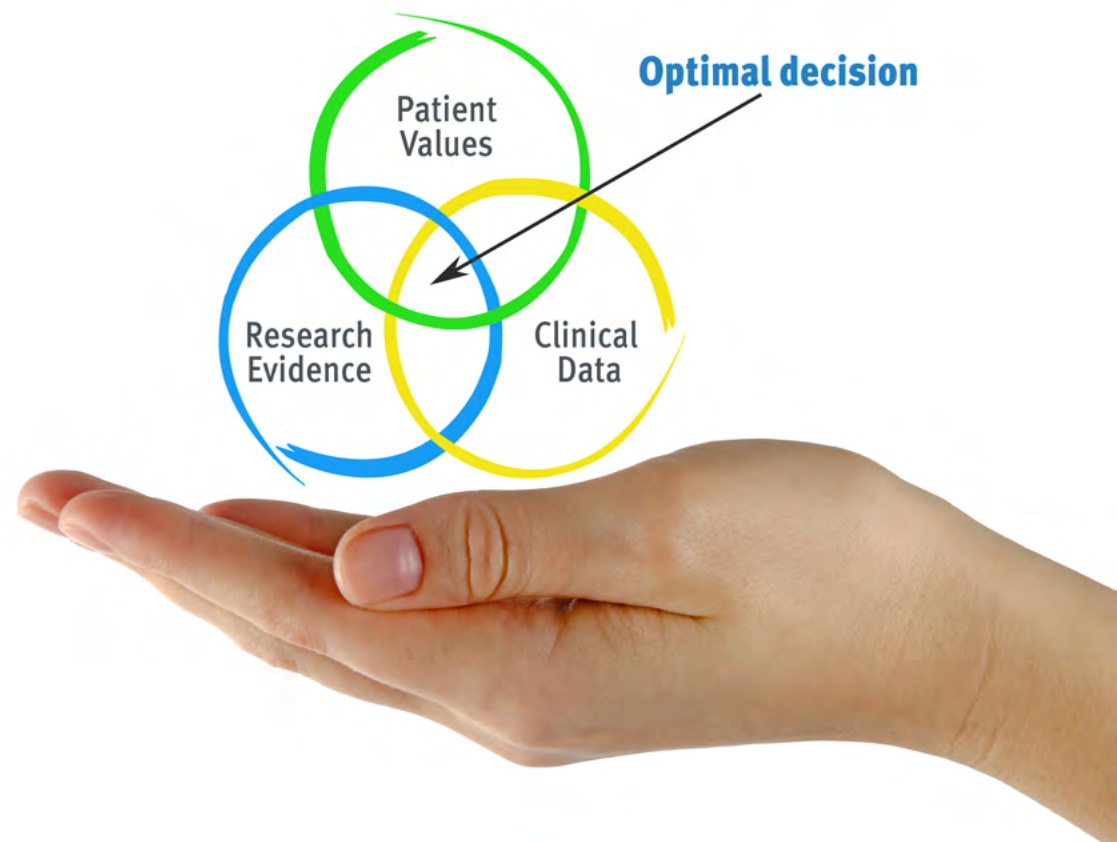 Optimal decision
Patient
Values
Research
Evidence
Clinical
Data